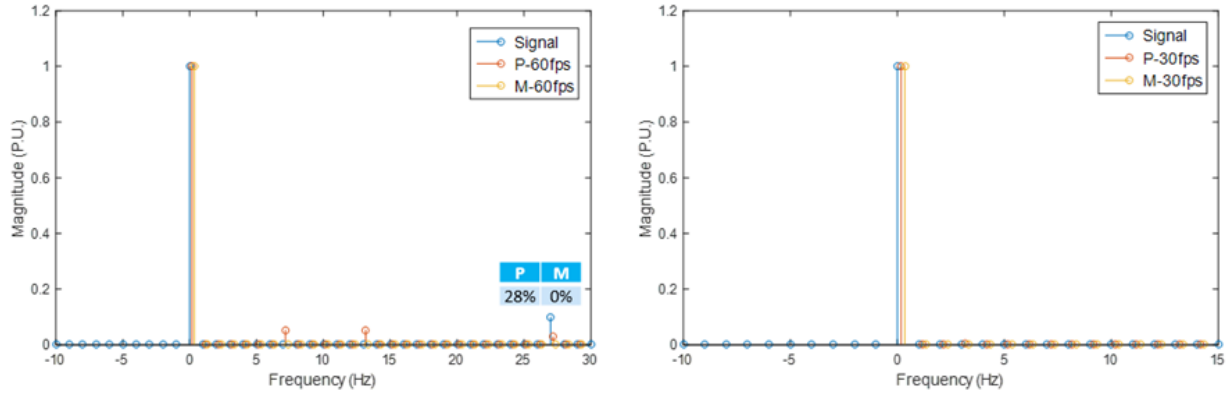 1.2
1
0.8
0.6
0.4
0.2
0
Magnitude (P.U.)
Signal
P-60fps
M-60fps
P M
28% 0%
-10 -5 0 5 10 15 20 25 30
Frequency (Hz)
1.2
1
0.8
0.6
0.4
0.2
0
Magnitude (P.U.)
Signal
P-30fps
M-30fps
-10 -5 0 5 10 15
Frequency (Hz)